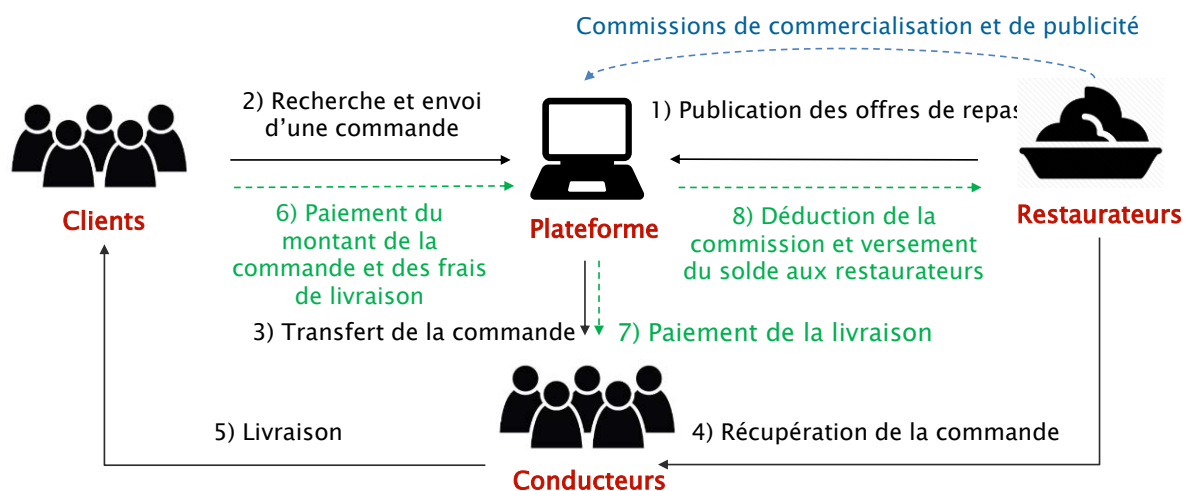 Commissions de commercialisation et de publicité
2) Recherche et envoi
d’une commande
1) Publication des offres de repas
Clients
6) Paiement du
montant de la
commande et des frais
de livraison
Plateforme
8) Déduction de la
commission et versement
du solde aux restaurateurs
Restaurateurs
3) Transfert de la commande
7) Paiement de la livraison
5) Livraison
4) Récupération de la commande
Conducteurs